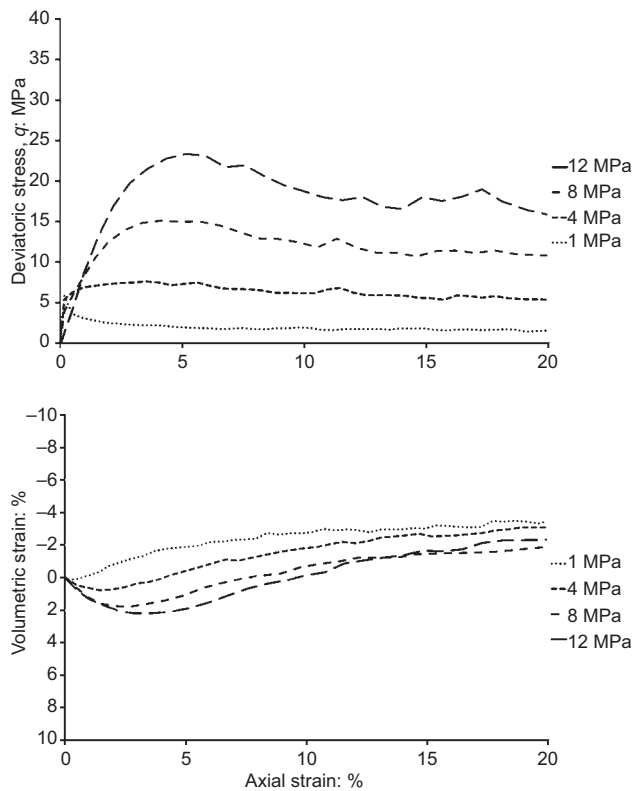 Deviatoric stress, q: MPa
40
35
30
25
20
15
10
5
0
0 5 10 15 20
12 MPa
8 MPa
4 MPa
1 MPa
Volumetric strain: %
–10
–8
–6
–4
–2
0
2
4
6
8
10
0 5 10 15 20
Axial strain: %
1 MPa
4 MPa
8 MPa
12 MPa